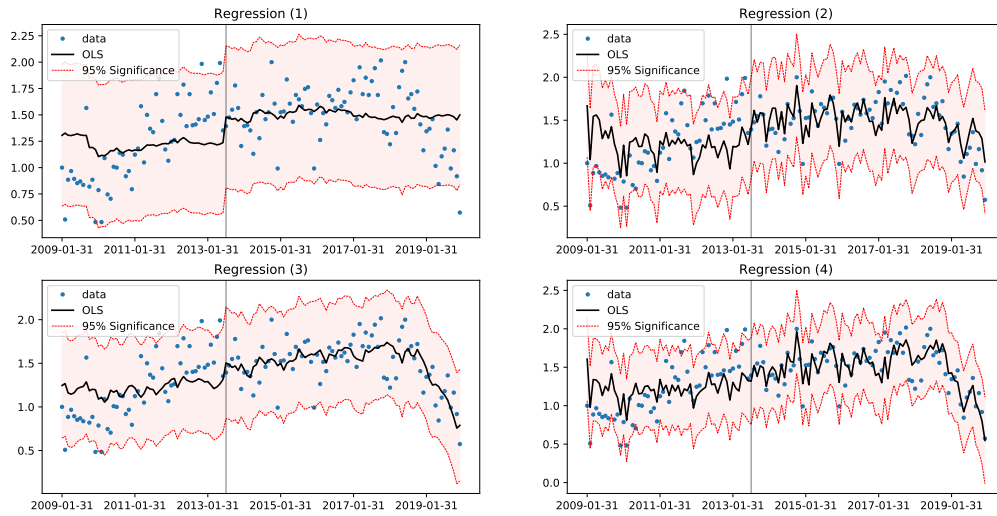 Regression (1)
2.25
2.00
1.75
1.50
1.25
1.00
0.75
0.50
data
OLS
95% Significance
2009-01-31 2011-01-31 2013-01-31 2015-01-31 2017-01-31 2019-01-31
Regression (2)
2.5
2.0
1.5
1.0
0.5
data
OLS
95% Significance
2009-01-31 2011-01-31 2013-01-31 2015-01-31 2017-01-31 2019-01-31
Regression (3)
2.0
1.5
1.0
0.5
data
OLS
95% Significance
2009-01-31 2011-01-31 2013-01-31 2015-01-31 2017-01-31 2019-01-31
Regression (4)
2.5
2.0
1.5
1.0
0.5
0.0
data
OLS
95% Significance
2009-01-31 2011-01-31 2013-01-31 2015-01-31 2017-01-31 2019-01-31